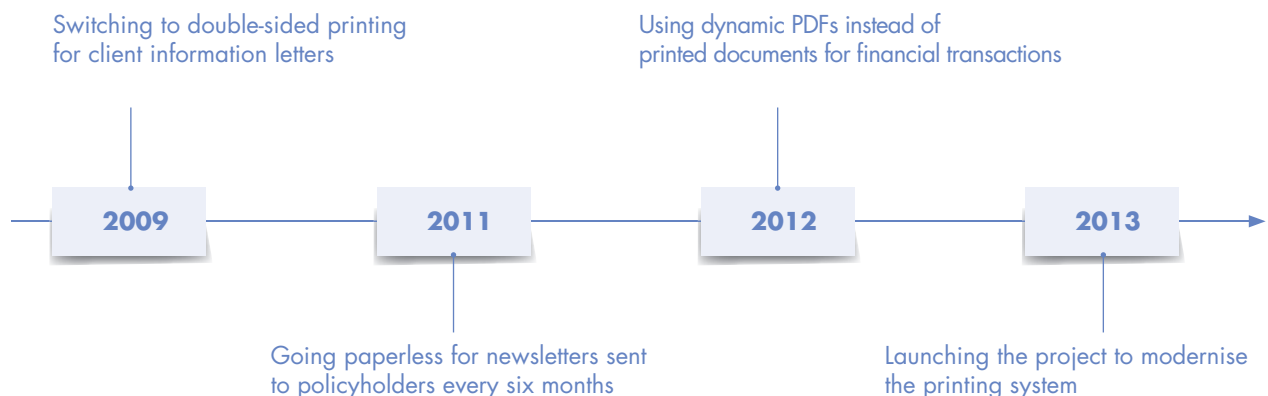 Switching to double-sided printing
for client information letters
Using dynamic PDFs instead of
printed documents for financial transactions
2009
2011
2012
2013
Going paperless for newsletters sent
to policyholders every six months
Launching the project to modernise
the printing system